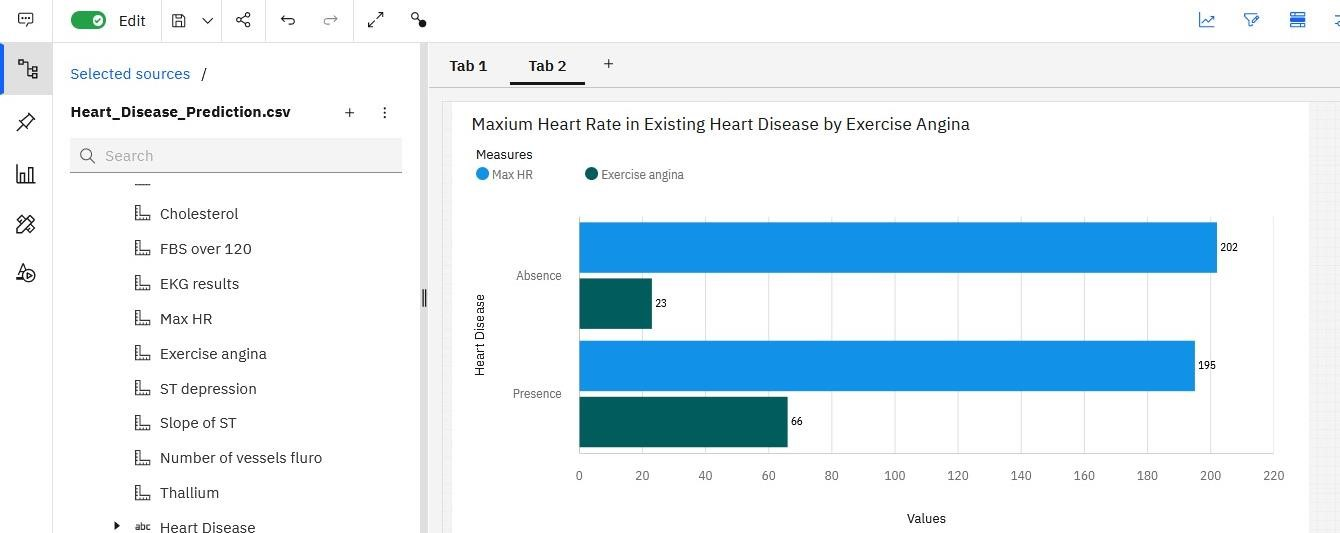 Edit
Selected sources /
Heart_Disease_Prediction.csv
Search
Cholesterol
FBS over 120
EKG results
Max HR
Exercise angina
ST depression
Slope of ST
Number of vessels fluro
Thallium
abc Heart Disease
Tab 1 Tab 2 +
Maxium Heart Rate in Existing Heart Disease by Exercise Angina
Measures
Max HR Exercise angina
Heart Disease
Absence
202
23
Presence
195
66
0 20 40 60 80 100 120 140 160 180 200 220
Values